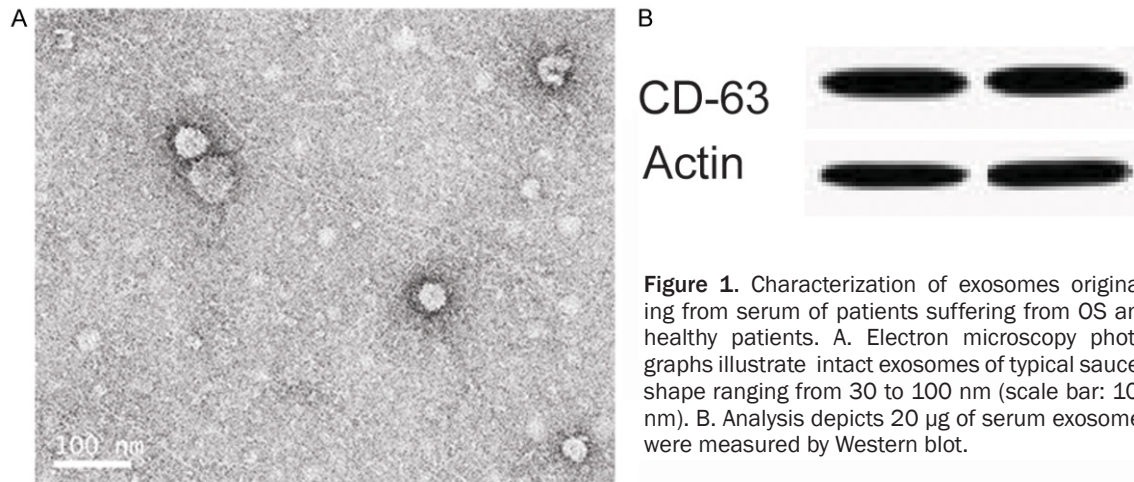 A
B
CD-63
Actin
100 nm
Figure 1. Characterization of exosomes origina
ing from serum of patients suffering from OS an
healthy patients. A. Electron microscopy phot
graphs illustrate intact exosomes of typical sauce
shape ranging from 30 to 100 nm (scale bar: 10
nm). B. Analysis depicts 20 µg of serum exosome
were measured by Western blot.